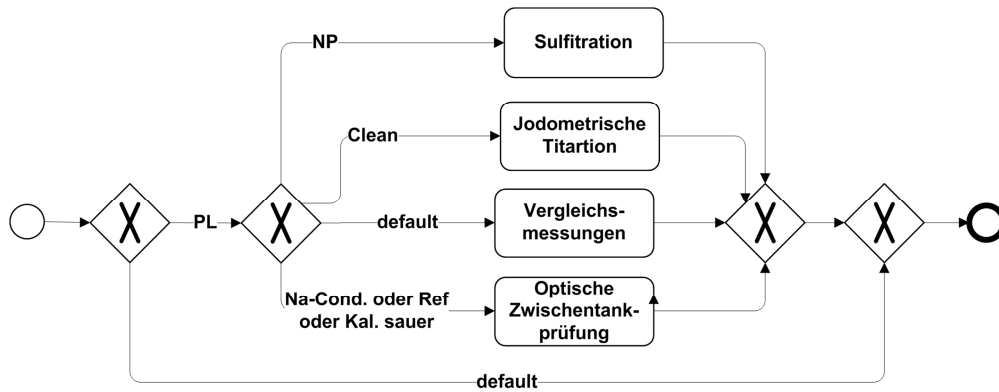 NP
Sulfitration
Clean
Jodometrische
Titartion
PL
default
Vergleichs-
messungen
Na-Cond. oder Ref
oder Kal. sauer
Optische
Zwischentank-
prüfung
default